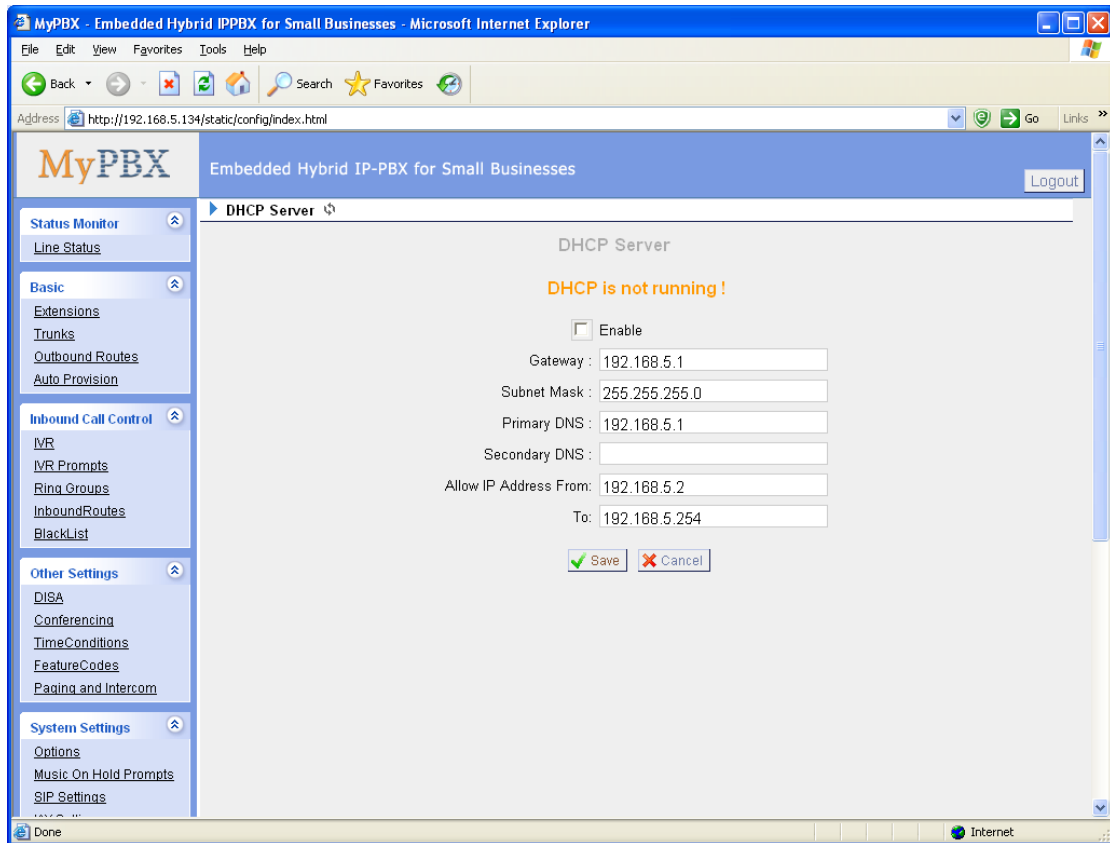 MyPBX - Embedded Hybrid IPPBX for Small Businesses - Microsoft Internet Explorer
File Edit View Favorites Tools Help
Back Search Favorites
Address http://192.168.5.134/static/config/index.html Go Links »
MyPBX
Embedded Hybrid IP-PBX for Small Businesses
Logout
Status Monitor
Line Status
Basic
Extensions
Trunks
Outbound Routes
Auto Provision
Inbound Call Control
IVR
IVR Prompts
Ring Groups
InboundRoutes
BlackList
Other Settings
DISA
Conferencing
TimeConditions
FeatureCodes
Paging and Intercom
System Settings
Options
Music On Hold Prompts
SIP Settings
DHCP Server
DHCP Server
DHCP is not running !
Enable
Gateway : 192.168.5.1
Subnet Mask : 255.255.255.0
Primary DNS : 192.168.5.1
Secondary DNS :
Allow IP Address From: 192.168.5.2
To: 192.168.5.254
Save Cancel
Done Internet